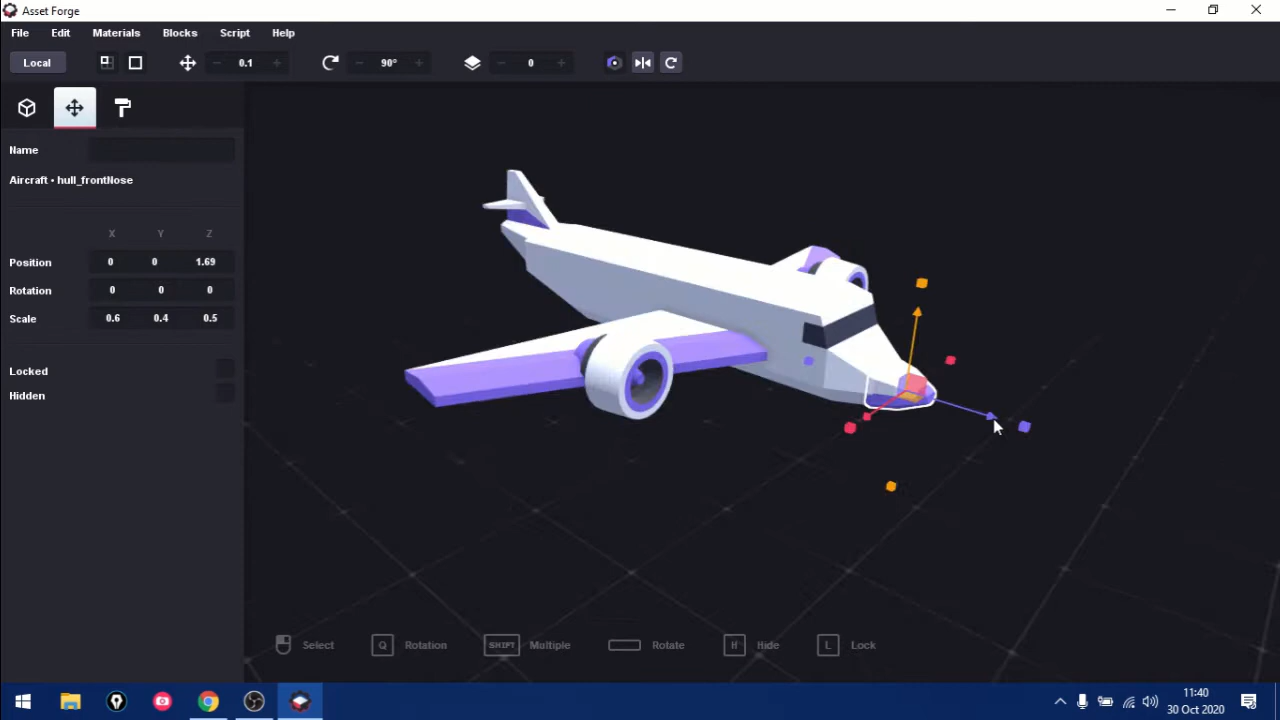 Asset Forge
File Edit Materials Blocks Script Help
Local − 0.1 + − 90° + − 0 +
Name
Aircraft • hull_frontNose
X Y Z
Position 0 0 1.69
Rotation 0 0 0
Scale 0.6 0.4 0.5
Locked
Hidden
Select Q Rotation SHIFT Multiple Rotate H Hide L Lock
11:40
30 Oct 2020